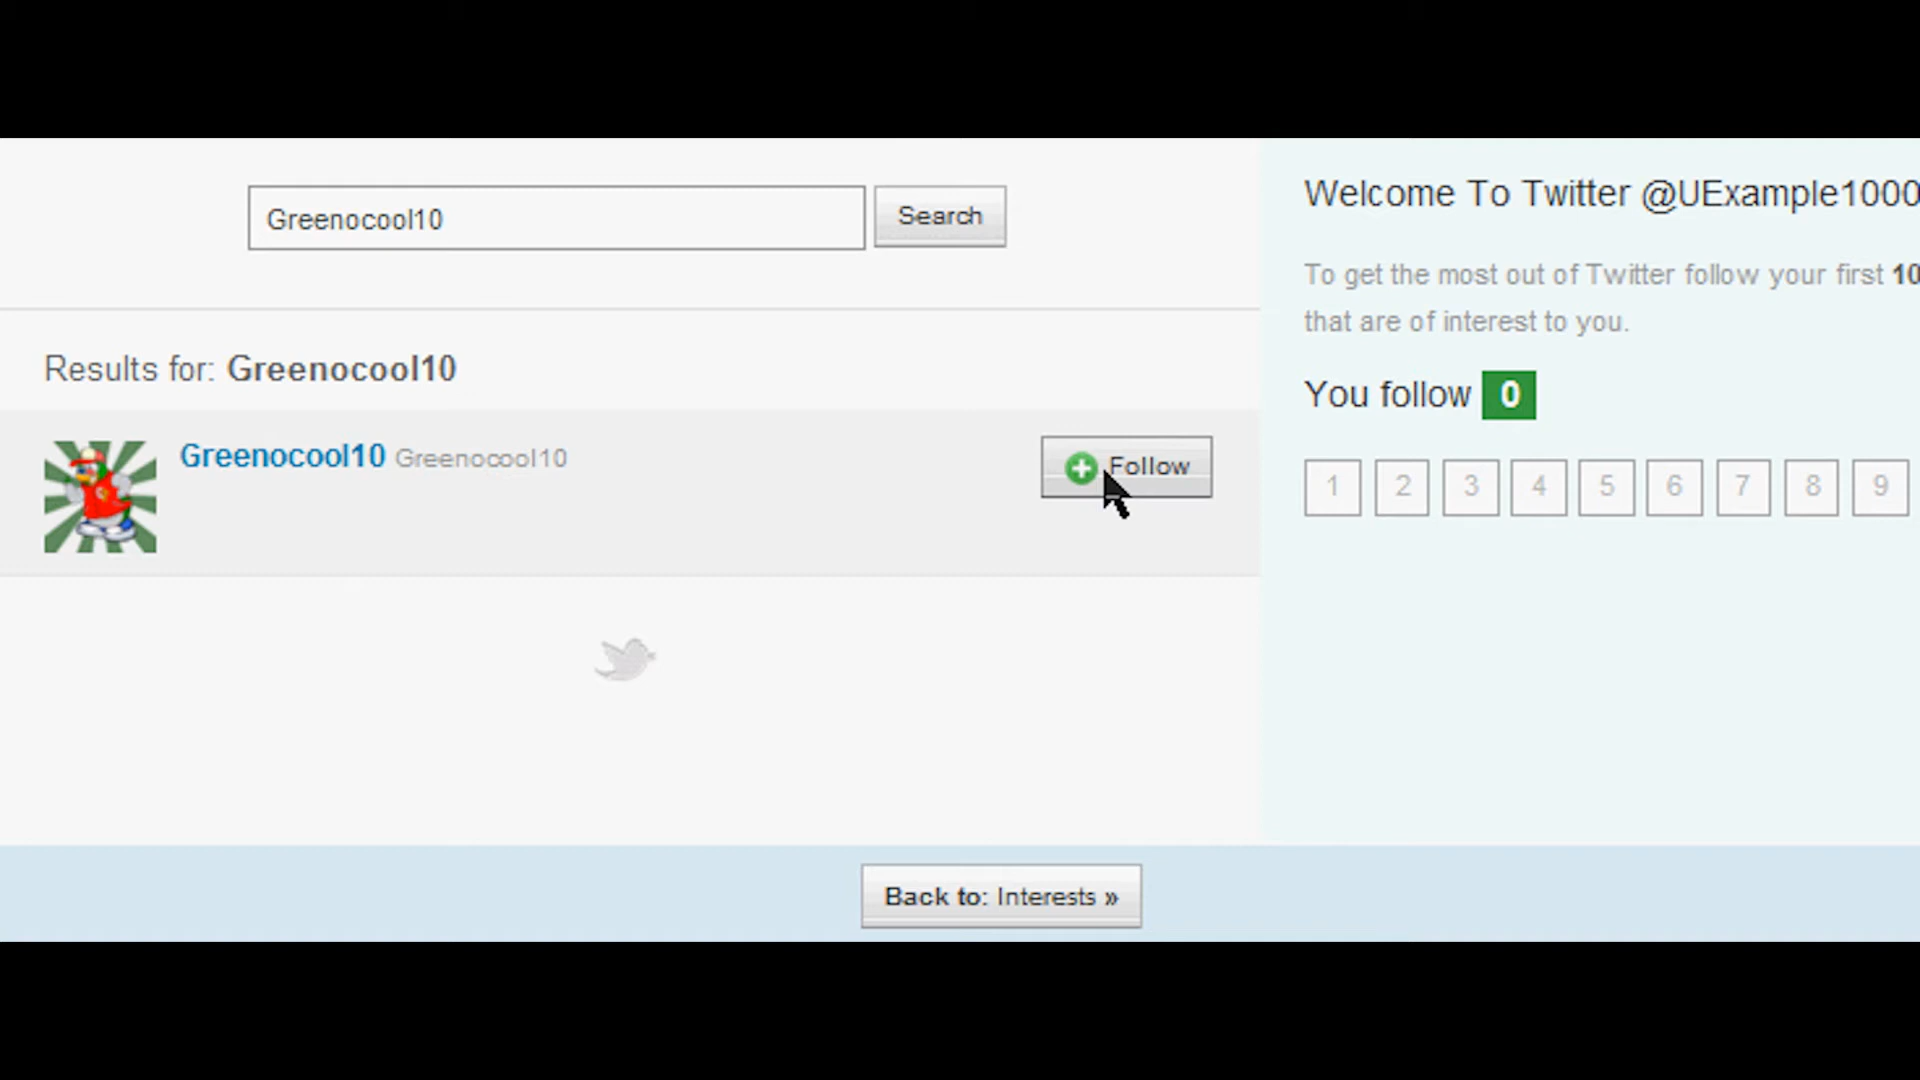 Greenocool10
Search
Results for: Greenocool10
Greenocool10 Greenocool10
Follow
Welcome To Twitter @UExample1000
To get the most out of Twitter follow your first 10
that are of interest to you.
You follow 0
1 2 3 4 5 6 7 8 9
Back to: Interests »